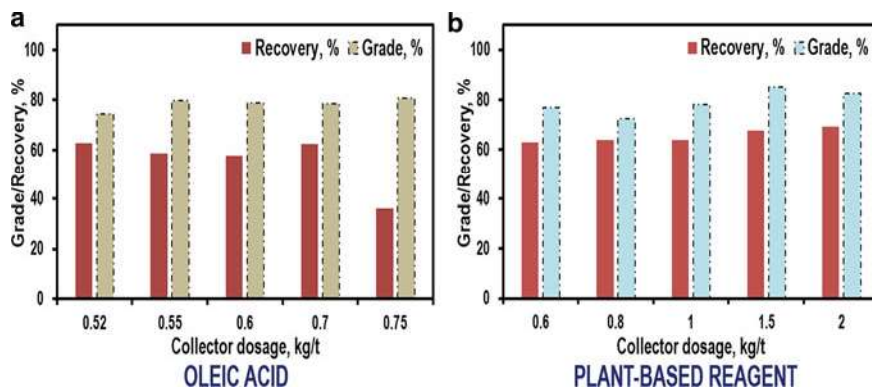 a
100
80
60
40
20
0
Grade/Recovery, %
Recovery, % Grade, %
0.52 0.55 0.6 0.7 0.75
Collector dosage, kg/t
OLEIC ACID
b
100
80
60
40
20
0
Grade/Recovery, %
Recovery, % Grade, %
0.6 0.8 1 1.5 2
Collector dosage, kg/t
PLANT-BASED REAGENT